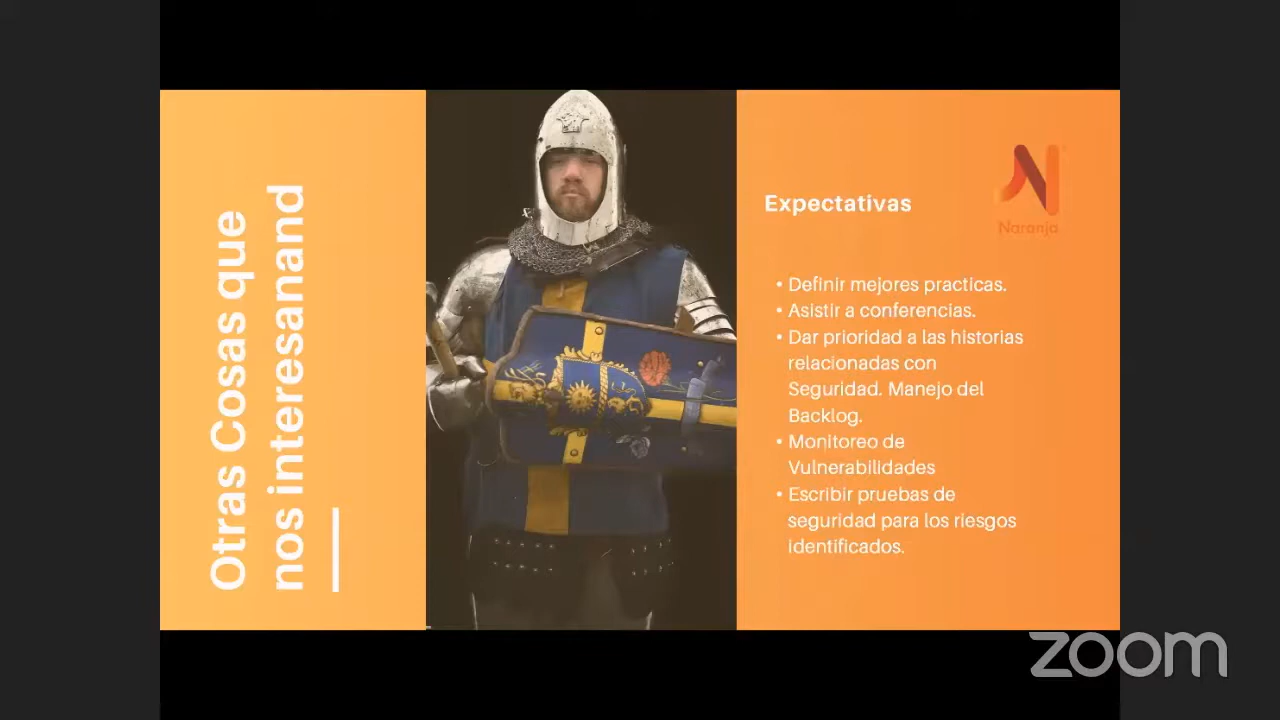 Otras Cosas que
nos interesanand
Expectativas
Naranja
• Definir mejores practicas.
• Asistir a conferencias.
• Dar prioridad a las historias
relacionadas con
Seguridad. Manejo del
Backlog.
• Monitoreo de
Vulnerabilidades
• Escribir pruebas de
seguridad para los riesgos
identificados.
zoom